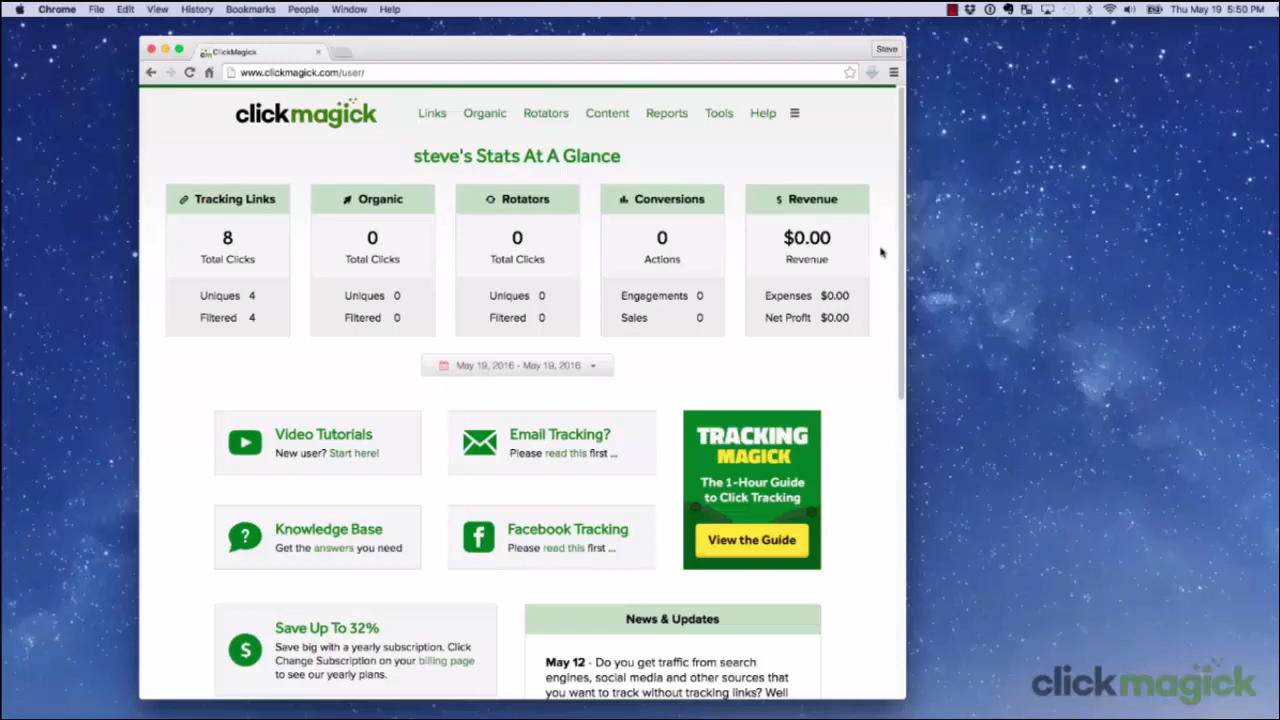 Chrome File Edit View History Bookmarks People Window Help Thu May 19 5:50 PM
ClickMagick Steve
www.clickmagick.com/user/
clickmagick Links Organic Rotators Content Reports Tools Help
steve's Stats At A Glance
Tracking Links Organic Rotators Conversions $ Revenue
8 0 0 0 $0.00
Total Clicks Total Clicks Total Clicks Actions Revenue
Uniques 4 Uniques 0 Uniques 0 Engagements 0 Expenses $0.00
Filtered 4 Filtered 0 Filtered 0 Sales 0 Net Profit $0.00
May 19, 2016 - May 19, 2016
Video Tutorials
New user? Start here!
Email Tracking?
Please read this first ...
TRACKING
MAGICK
The 1-Hour Guide
to Click Tracking
View the Guide
Knowledge Base
Get the answers you need
Facebook Tracking
Please read this first ...
Save Up To 32%
Save big with a yearly subscription. Click
Change Subscription on your billing page
to see our yearly plans.
News & Updates
May 12 - Do you get traffic from search
engines, social media and other sources that
you want to track without tracking links? Well
clickmagick